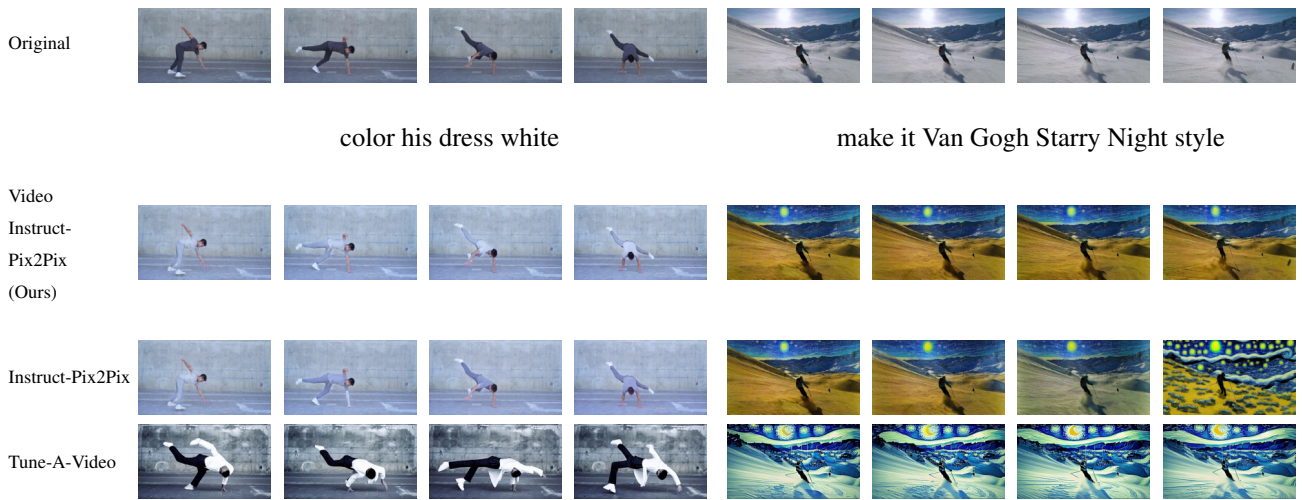 Original
color his dress white
make it Van Gogh Starry Night style
Video
Instruct-
Pix2Pix
(Ours)
Instruct-Pix2Pix
Tune-A-Video